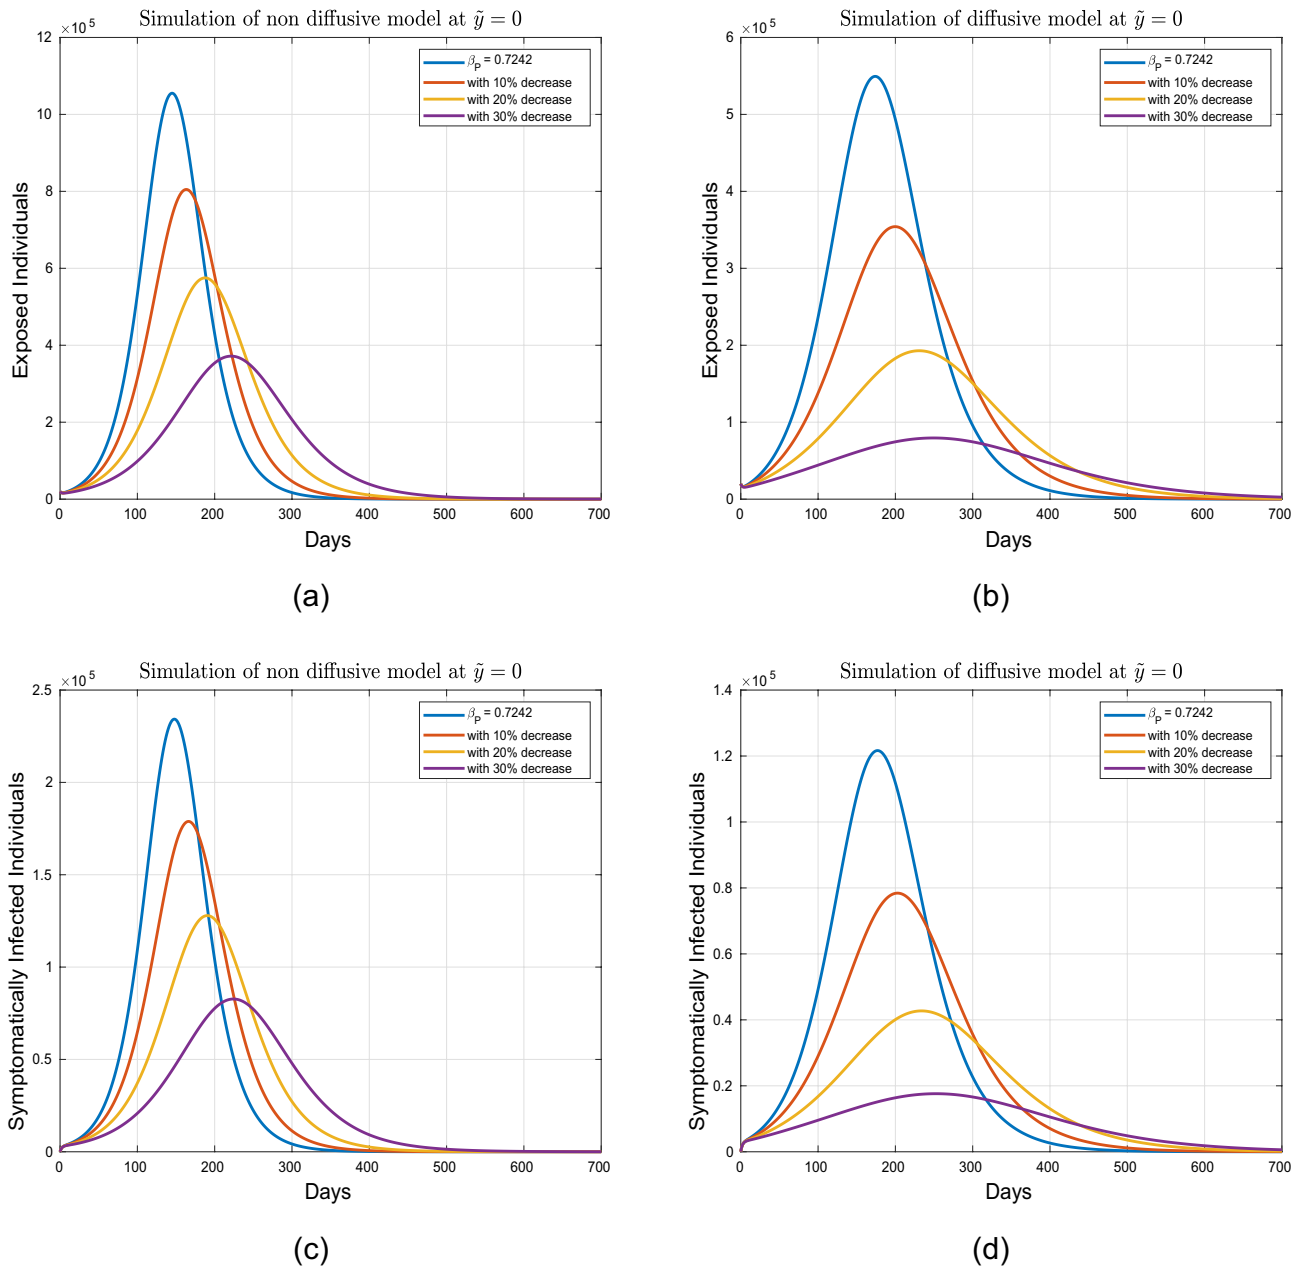 Simulation of non diffusive model at ỹ = 0
×10⁵
12
10
8
6
4
2
0
0 100 200 300 400 500 600 700
Exposed Individuals
Days
β_P = 0.7242
with 10% decrease
with 20% decrease
with 30% decrease
(a)
Simulation of diffusive model at ỹ = 0
×10⁵
6
5
4
3
2
1
0
0 100 200 300 400 500 600 700
Exposed Individuals
Days
β_P = 0.7242
with 10% decrease
with 20% decrease
with 30% decrease
(b)
Simulation of non diffusive model at ỹ = 0
×10⁵
2.5
2
1.5
1
0.5
0
0 100 200 300 400 500 600 700
Symptomatically Infected Individuals
Days
β_P = 0.7242
with 10% decrease
with 20% decrease
with 30% decrease
(c)
Simulation of diffusive model at ỹ = 0
×10⁵
1.4
1.2
1
0.8
0.6
0.4
0.2
0
0 100 200 300 400 500 600 700
Symptomatically Infected Individuals
Days
β_P = 0.7242
with 10% decrease
with 20% decrease
with 30% decrease
(d)